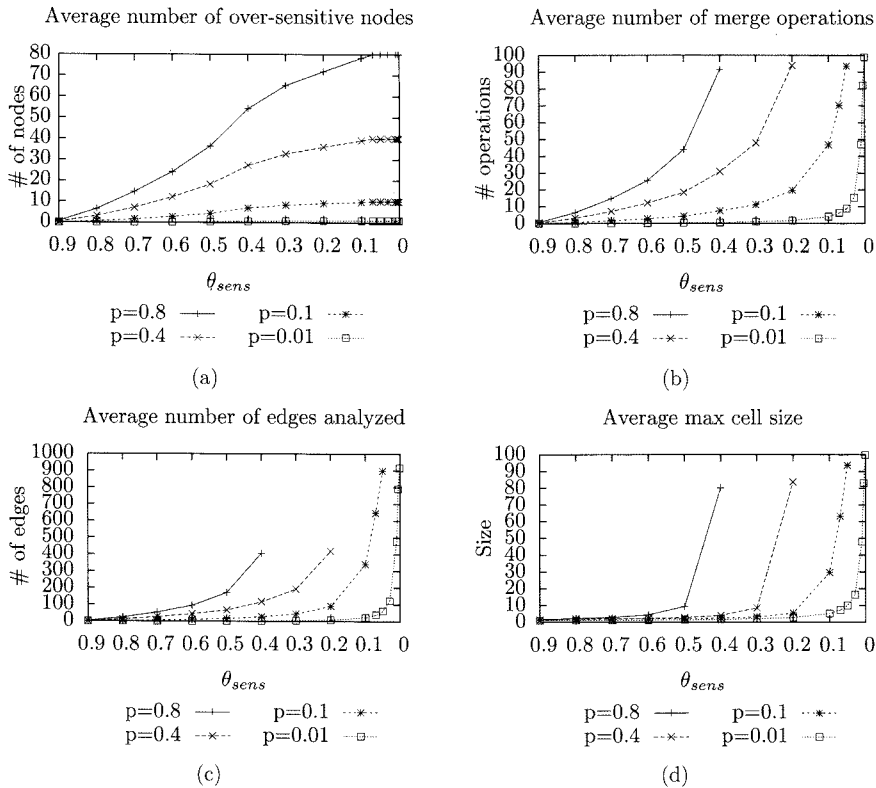 Average number of over-sensitive nodes
# of nodes
80
70
60
50
40
30
20
10
0
0.9 0.8 0.7 0.6 0.5 0.4 0.3 0.2 0.1 0
θsens
p=0.8 p=0.1
p=0.4 p=0.01
(a)
Average number of merge operations
# operations
100
90
80
70
60
50
40
30
20
10
0
0.9 0.8 0.7 0.6 0.5 0.4 0.3 0.2 0.1 0
θsens
p=0.8 p=0.1
p=0.4 p=0.01
(b)
Average number of edges analyzed
# of edges
1000
900
800
700
600
500
400
300
200
100
0
0.9 0.8 0.7 0.6 0.5 0.4 0.3 0.2 0.1 0
θsens
p=0.8 p=0.1
p=0.4 p=0.01
(c)
Average max cell size
Size
100
90
80
70
60
50
40
30
20
10
0
0.9 0.8 0.7 0.6 0.5 0.4 0.3 0.2 0.1 0
θsens
p=0.8 p=0.1
p=0.4 p=0.01
(d)